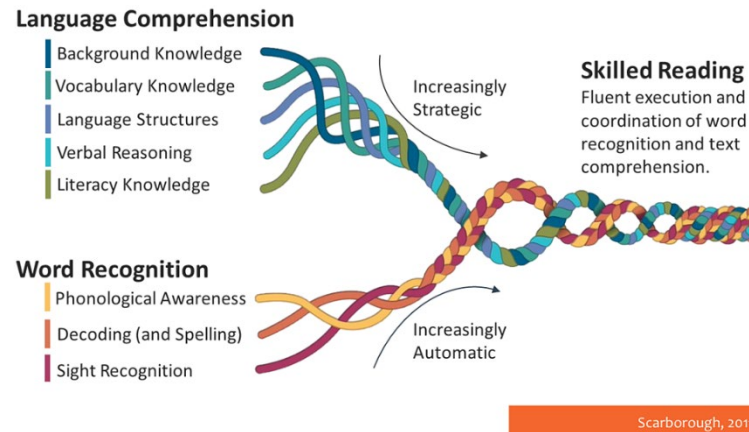 Language Comprehension
Background Knowledge
Vocabulary Knowledge
Language Structures
Verbal Reasoning
Literacy Knowledge
Increasingly
Strategic
Skilled Reading
Fluent execution and
coordination of word
recognition and text
comprehension.
Word Recognition
Phonological Awareness
Decoding (and Spelling)
Sight Recognition
Increasingly
Automatic
Scarborough, 201